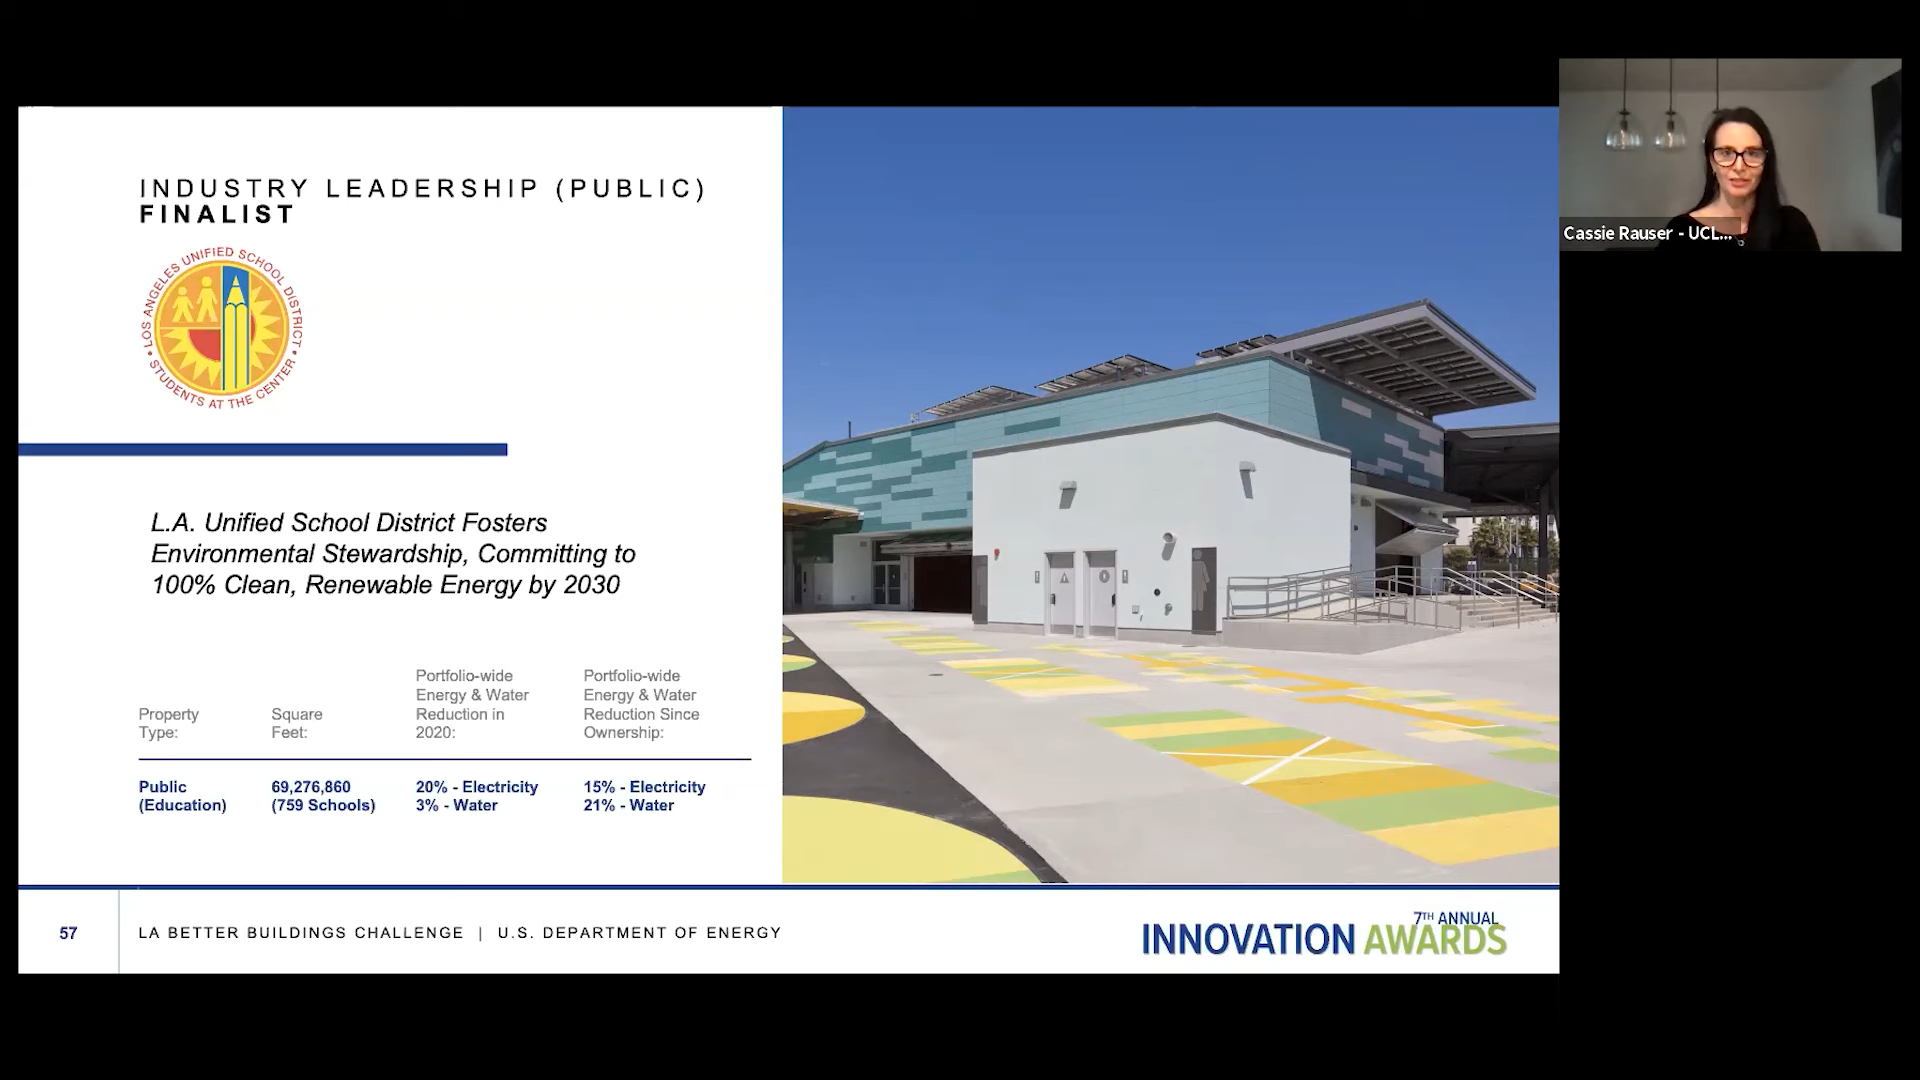 INDUSTRY LEADERSHIP (PUBLIC)
FINALIST
LOS ANGELES UNIFIED SCHOOL DISTRICT
• STUDENTS AT THE CENTER •
L.A. Unified School District Fosters
Environmental Stewardship, Committing to
100% Clean, Renewable Energy by 2030
Property
Type:
Square
Feet:
Portfolio-wide
Energy & Water
Reduction in
2020:
Portfolio-wide
Energy & Water
Reduction Since
Ownership:
Public
(Education)
69,276,860
(759 Schools)
20% - Electricity
3% - Water
15% - Electricity
21% - Water
57
LA BETTER BUILDINGS CHALLENGE | U.S. DEPARTMENT OF ENERGY
7TH ANNUAL
INNOVATION AWARDS
Cassie Rauser - UCL...